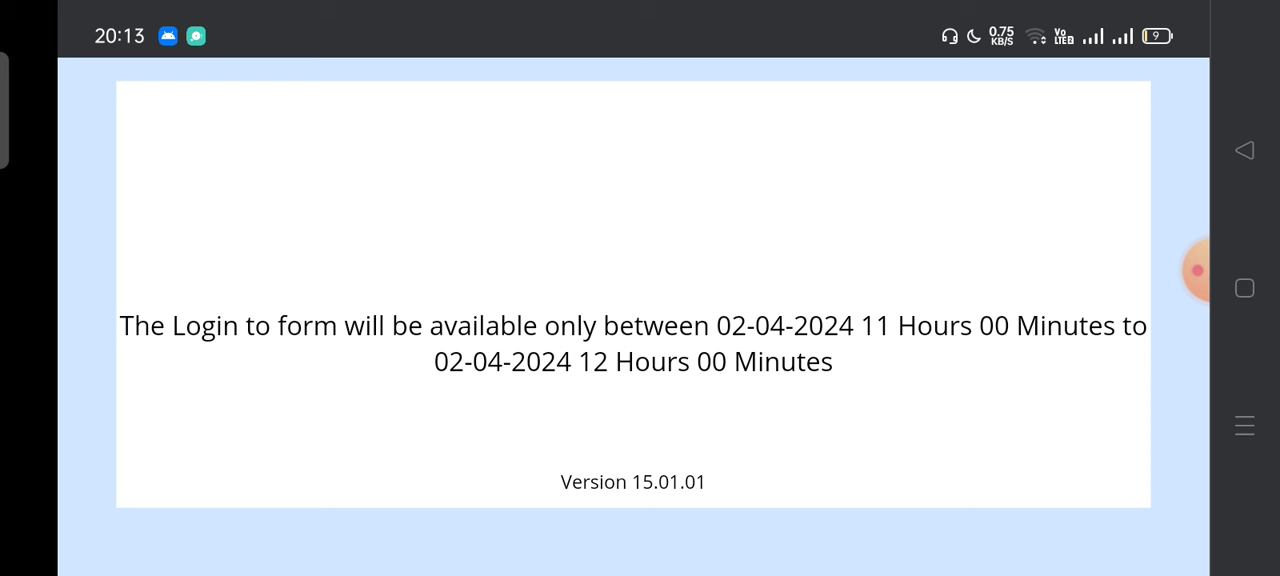 20:13 0.75 KB/S Vo LTE2 9
The Login to form will be available only between 02-04-2024 11 Hours 00 Minutes to
02-04-2024 12 Hours 00 Minutes
Version 15.01.01